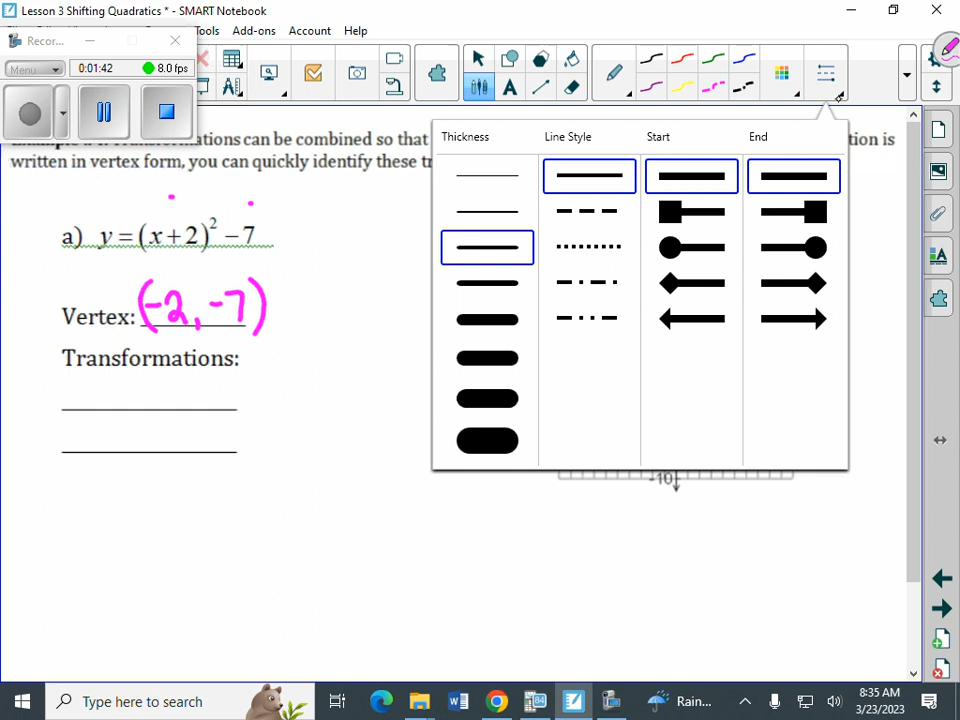 Lesson 3 Shifting Quadratics * - SMART Notebook
Recor...
Tools Add-ons Account Help
Menu 0:01:42 8.0 fps
Transformations can be combined so that
tion is
written in vertex form, you can quickly identify these tr
Thickness Line Style Start End
a) y = (x + 2)² − 7
Vertex: (-2, -7)
Transformations:
-10
Type here to search
Rain...
8:35 AM
3/23/2023